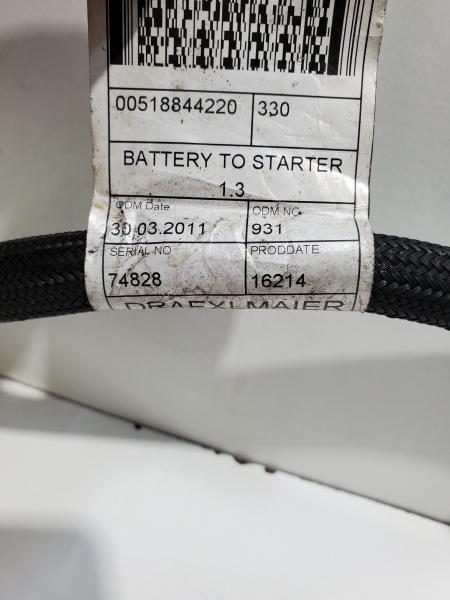 00518844220 330
BATTERY TO STARTER
1.3
ODM Date ODM NO
30.03.2011 931
SERIAL NO PRODDATE
74828 16214
DRAEXLMAIER